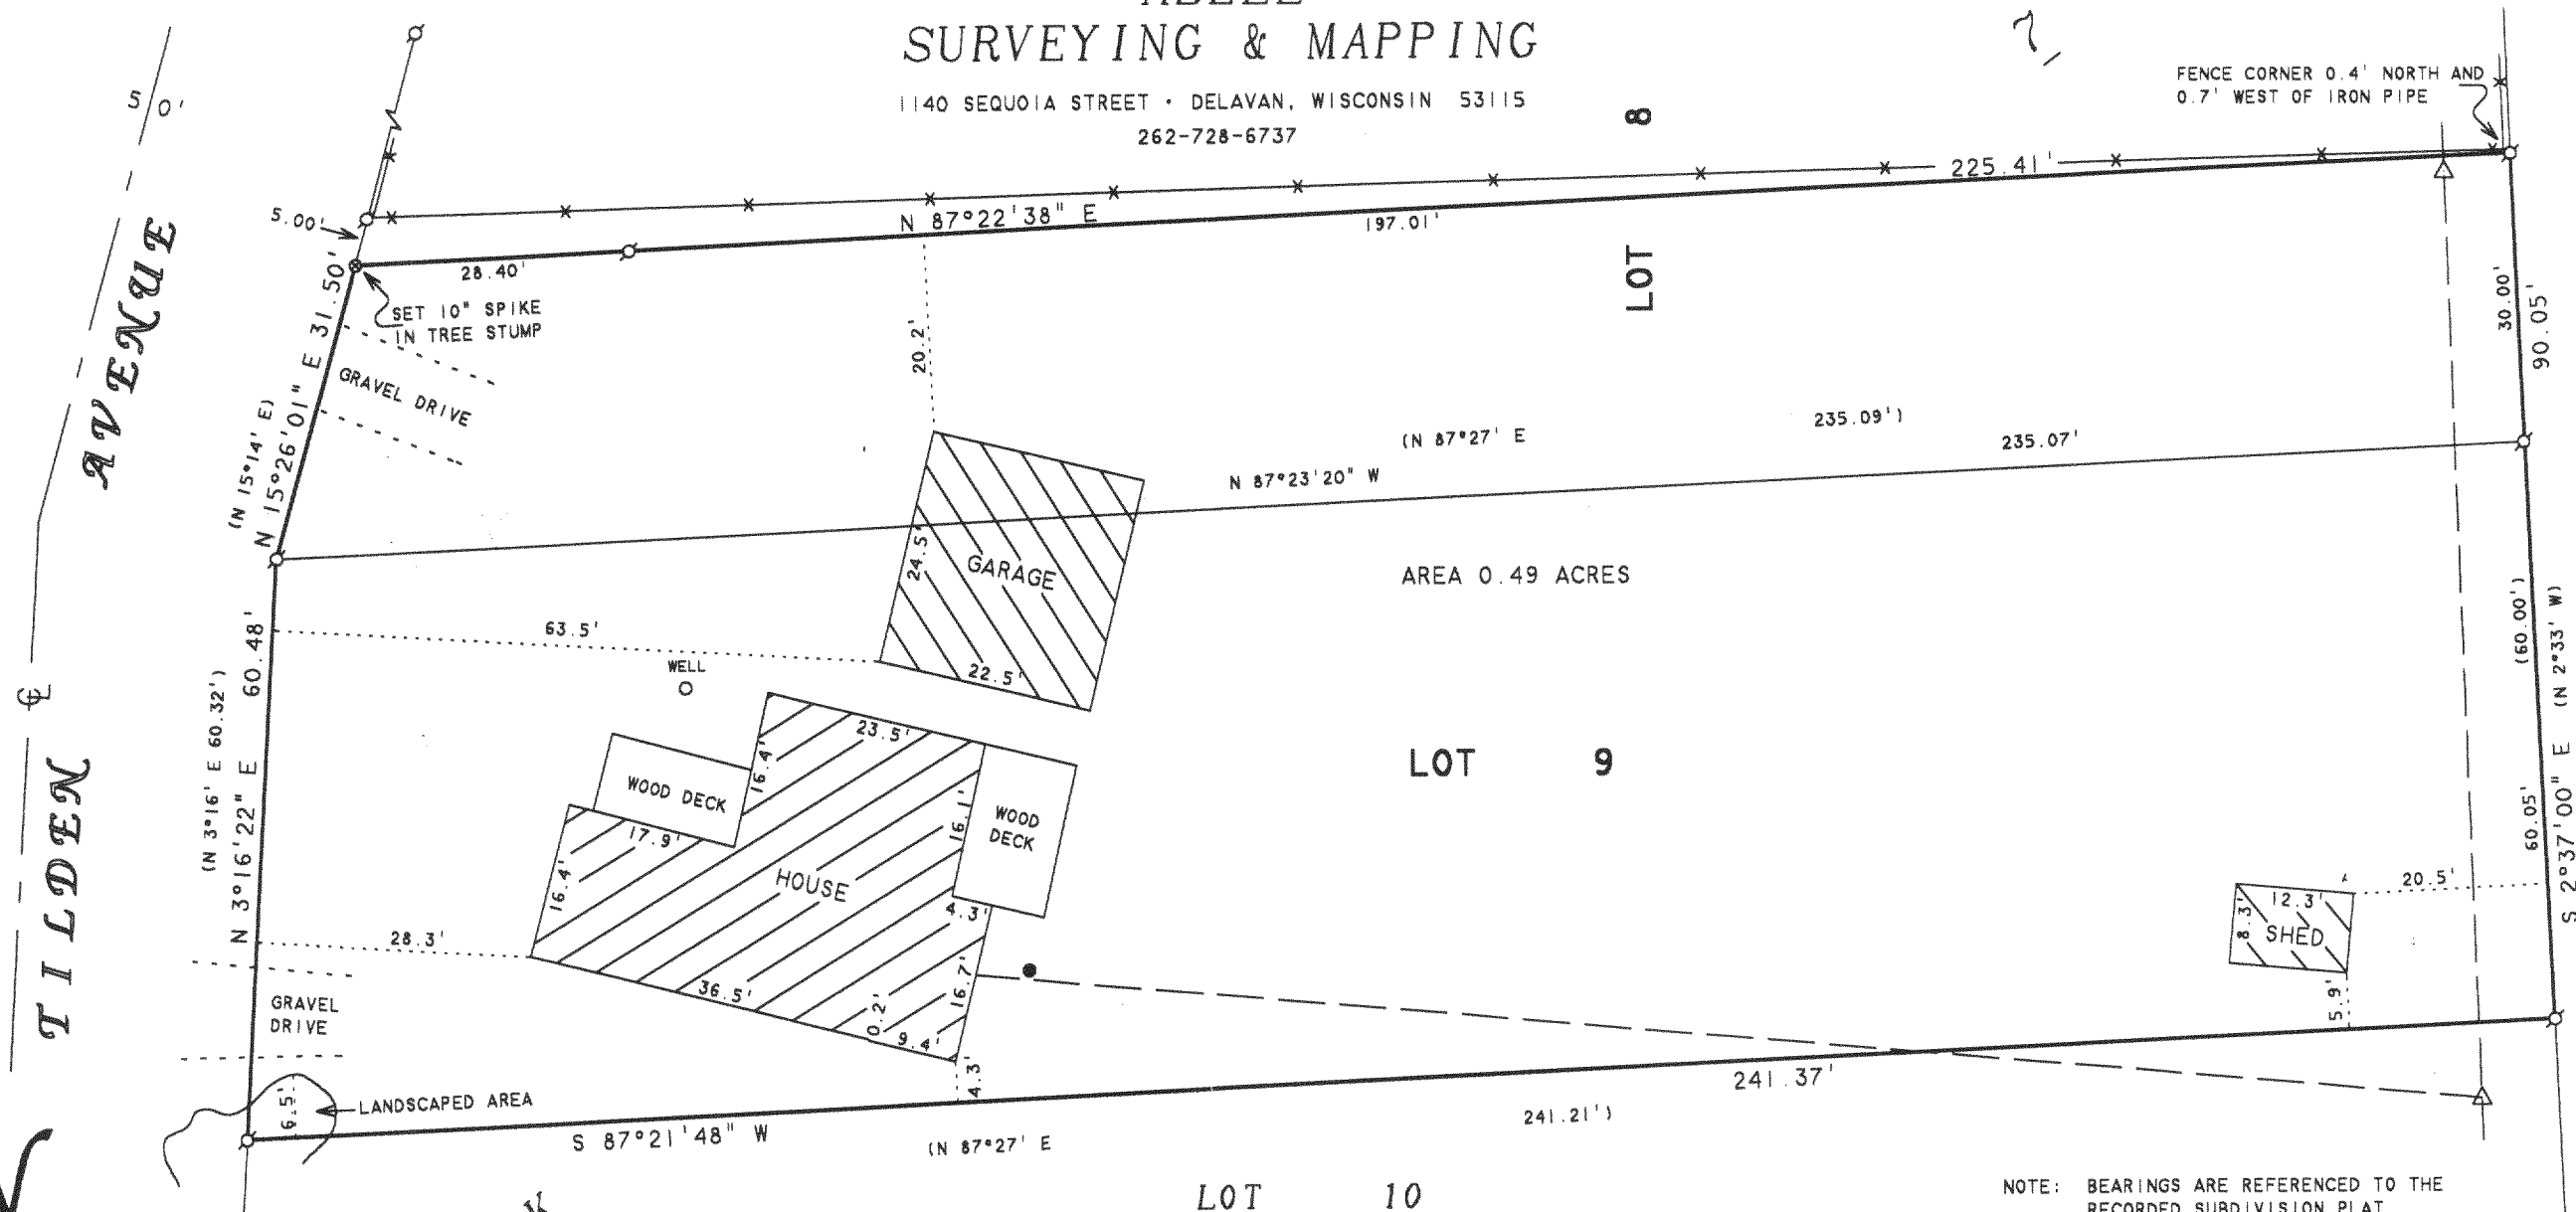 SURVEYING & MAPPING
1140 SEQUOIA STREET • DELAVAN, WISCONSIN 53115
262-728-6737
50'
FENCE CORNER 0.4' NORTH AND
0.7' WEST OF IRON PIPE
8
LOT
225.41'
5.00'
N 87°22'38" E
197.01'
28.40'
SET 10" SPIKE
IN TREE STUMP
GRAVEL DRIVE
N 15°26'01" E 31.50'
(N 15°14' E)
20.2'
30.00'
90.05'
(N 87°27' E
235.09')
N 87°23'20" W
235.07'
24.5'
GARAGE
22.5'
AREA 0.49 ACRES
63.5'
WELL
TILDEN AVENUE
N 3°16'22" E 60.48'
(N 3°16' E 60.32')
WOOD DECK
17.9'
16.4'
23.5'
16.4'
HOUSE
16.1'
WOOD
DECK
4.3'
16.7'
36.5'
0.2'
9.4'
4.3'
28.3'
LOT 9
(60.00')
(N 2°33' W)
60.05'
S 2°37'00" E
20.5'
12.3'
8.3'
SHED
5.9'
GRAVEL
DRIVE
6.5'
LANDSCAPED AREA
S 87°21'48" W
241.37'
(N 87°27' E
241.21')
LOT 10
NOTE: BEARINGS ARE REFERENCED TO THE
RECORDED SUBDIVISION PLAT